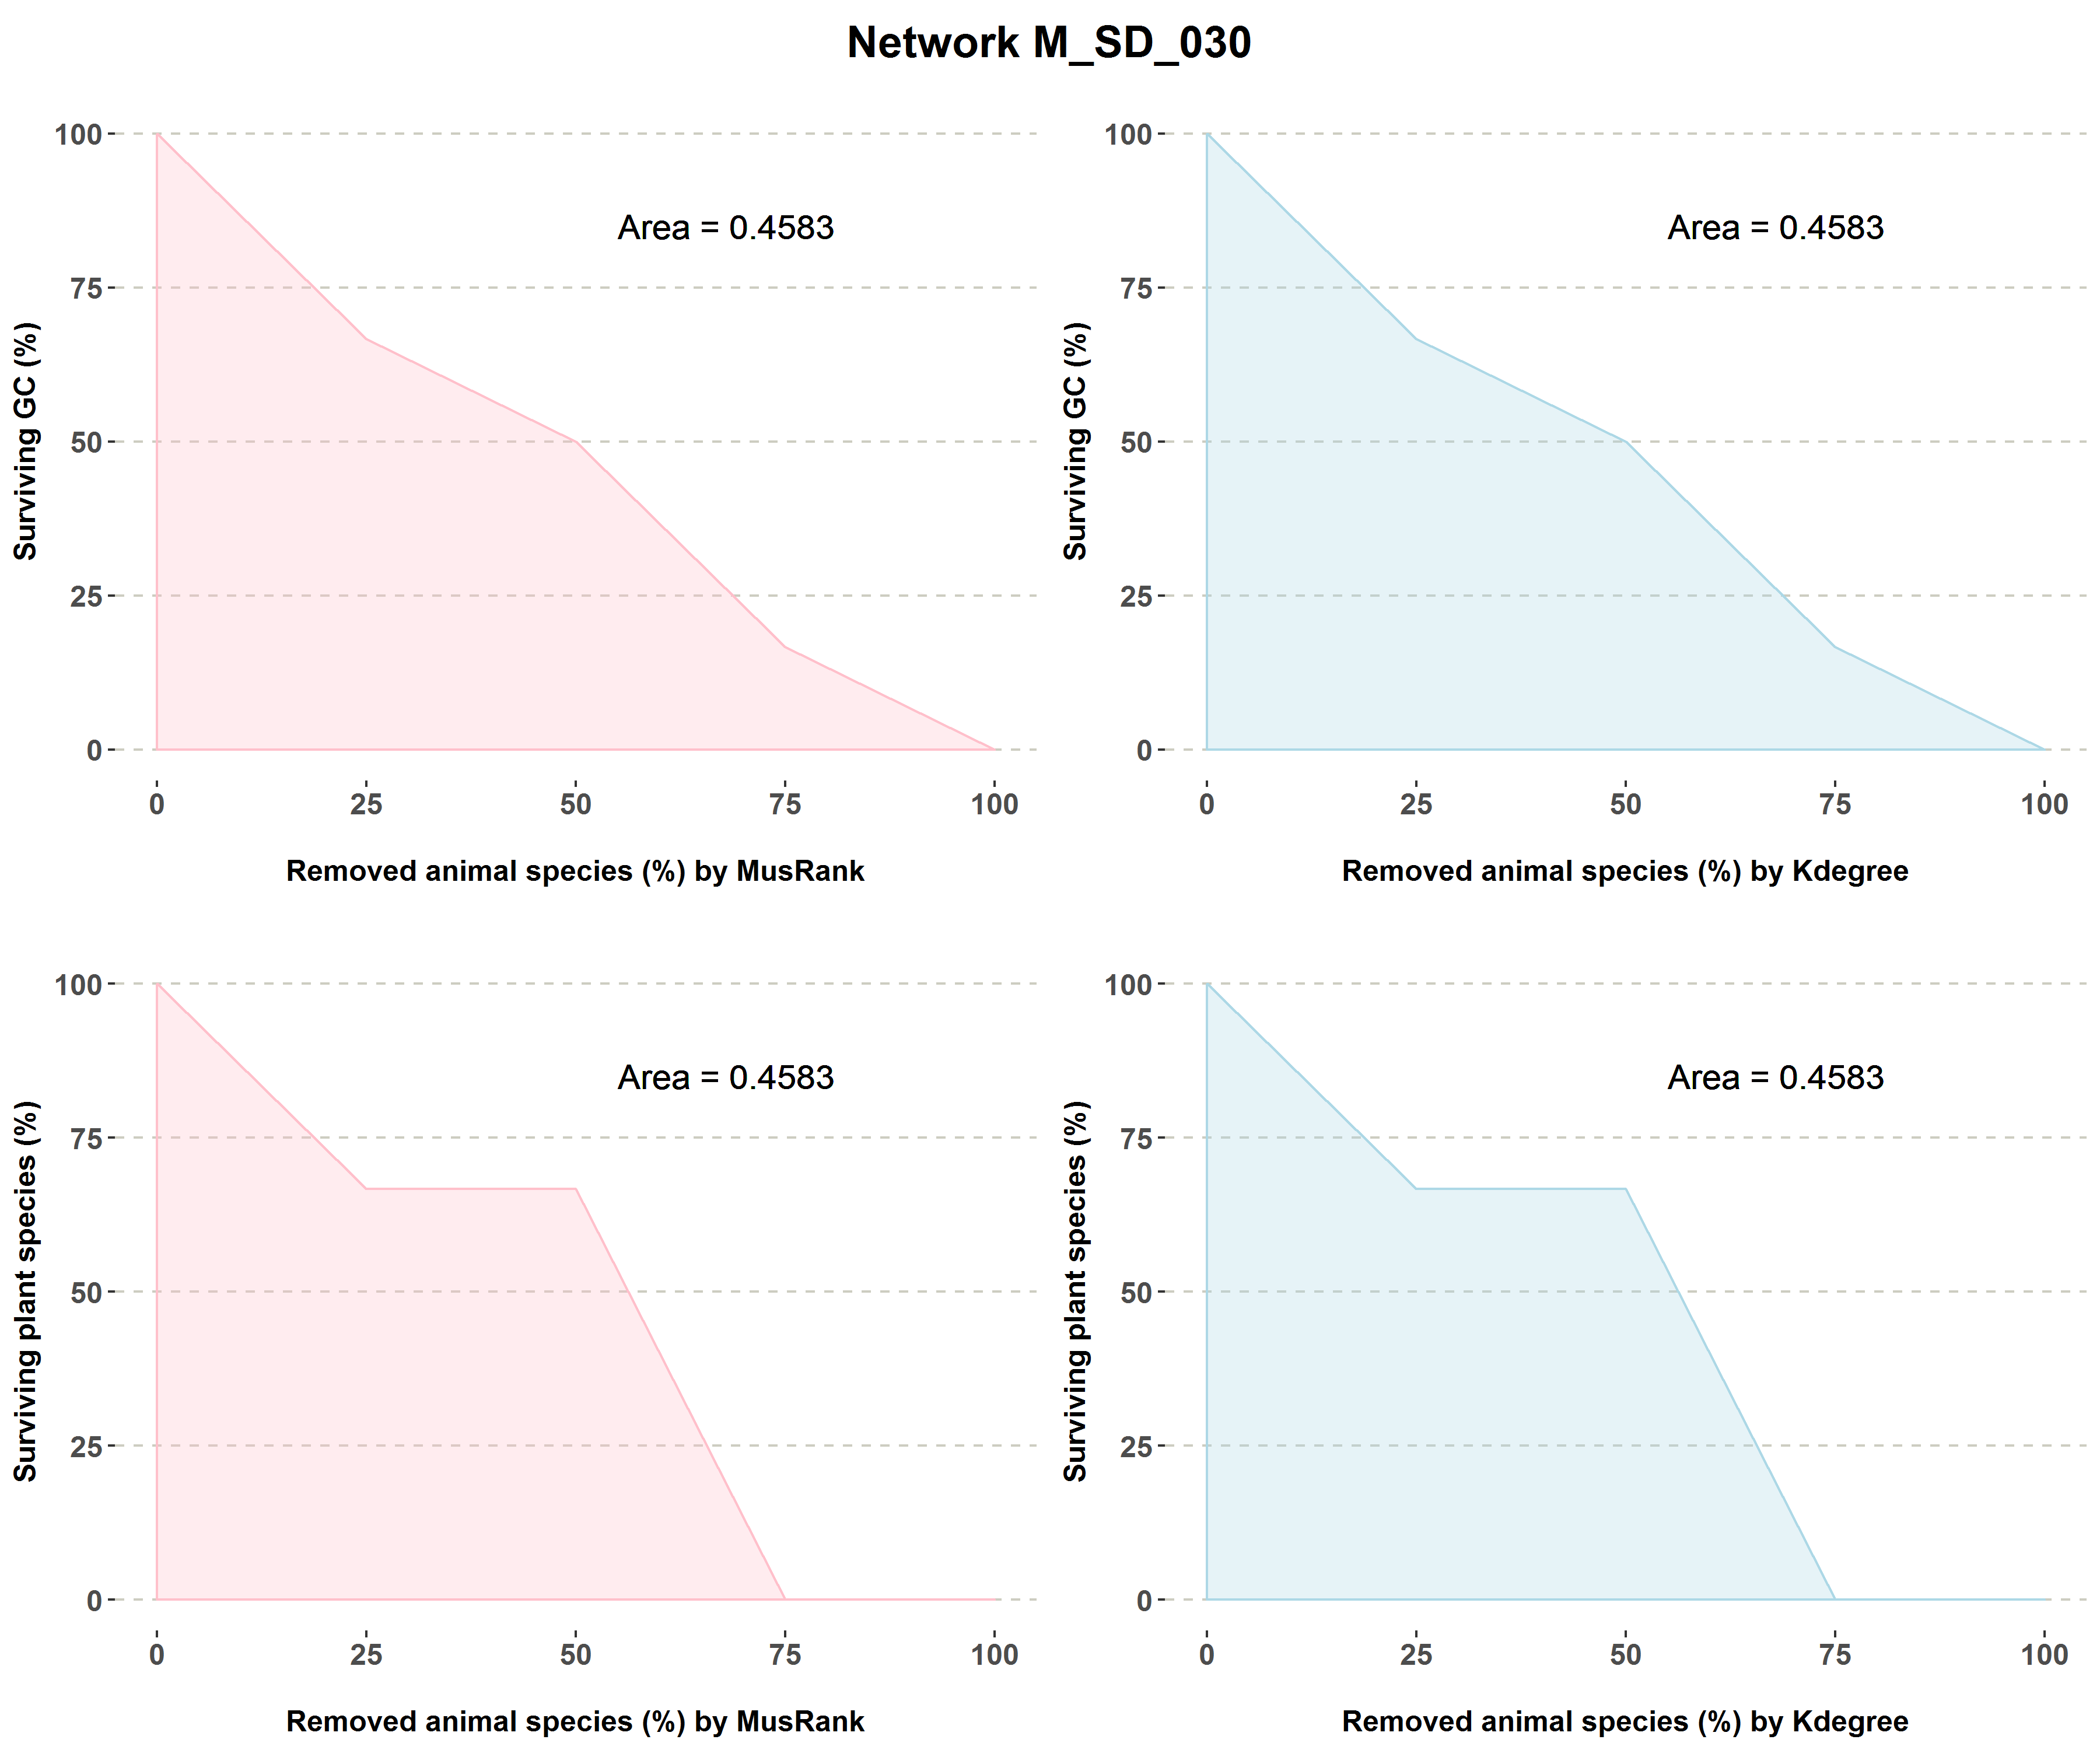 Network M_SD_030
100
75
50
25
0
Surviving GC (%)
Area = 0.4583
0 25 50 75 100
Removed animal species (%) by MusRank
100
75
50
25
0
Surviving GC (%)
Area = 0.4583
0 25 50 75 100
Removed animal species (%) by Kdegree
100
75
50
25
0
Surviving plant species (%)
Area = 0.4583
0 25 50 75 100
Removed animal species (%) by MusRank
100
75
50
25
0
Surviving plant species (%)
Area = 0.4583
0 25 50 75 100
Removed animal species (%) by Kdegree